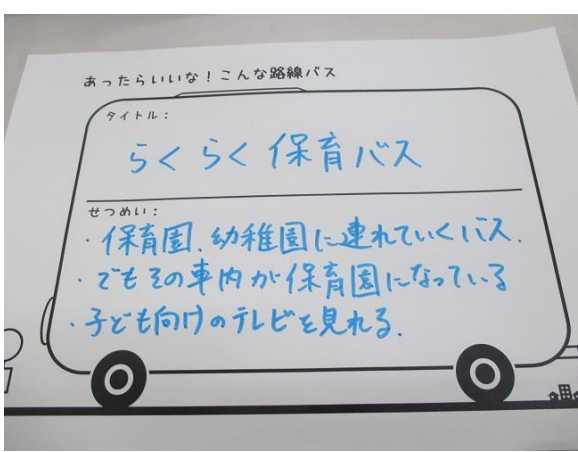 あったらいいな！こんな路線バス
タイトル：
らくらく保育バス
せつめい：
・保育園、幼稚園に連れていくバス．
・でもその車内が保育園になっている
・子ども向けのテレビを見れる．